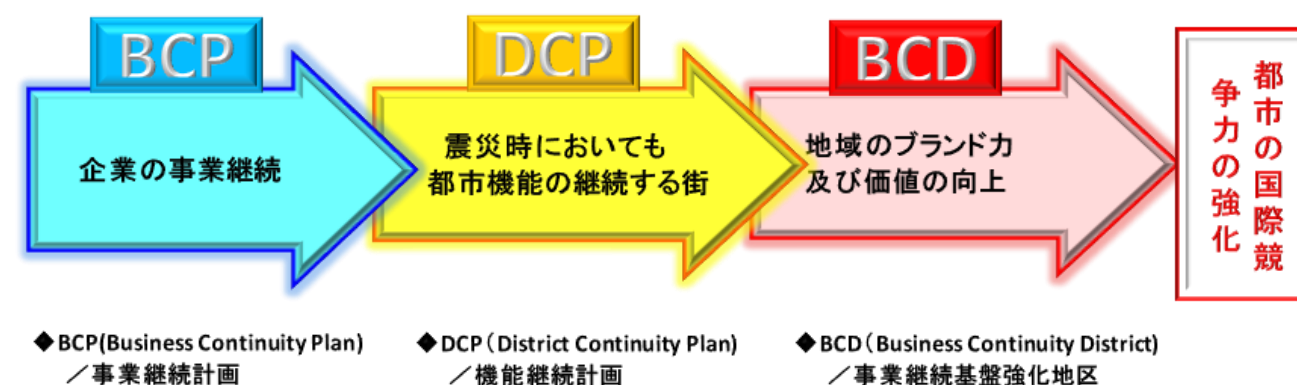 BCP
DCP
BCD
企業の事業継続
震災時においても
都市機能の継続する街
地域のブランド力
及び価値の向上
都市の国際競
争力の強化
◆BCP(Business Continuity Plan)
／事業継続計画
◆DCP（District Continuity Plan)
／機能継続計画
◆BCD（Business Continuity District)
／事業継続基盤強化地区